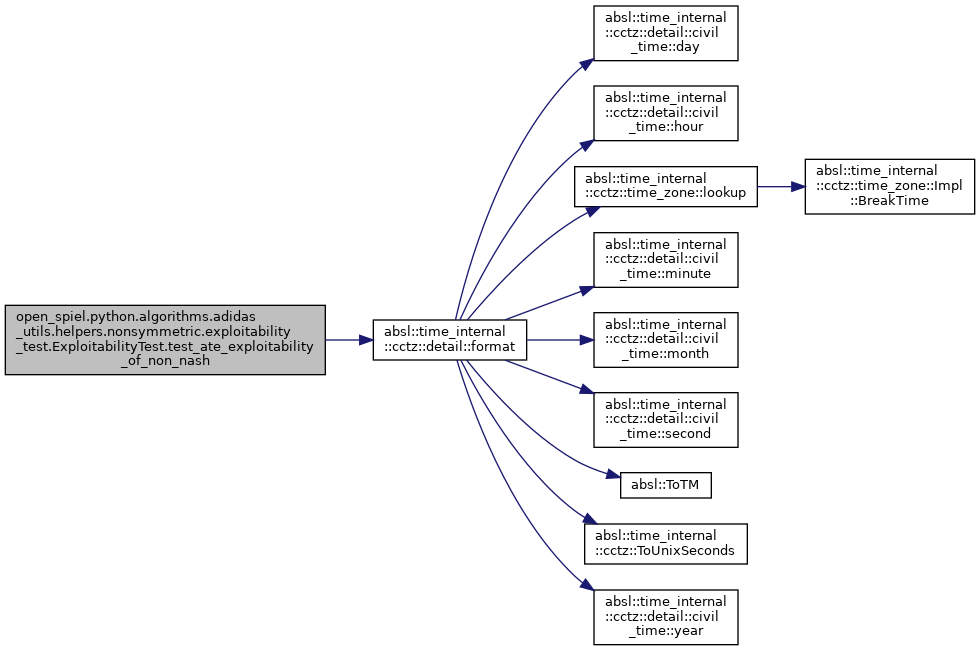 open_spiel.python.algorithms.adidas
_utils.helpers.nonsymmetric.exploitability
_test.ExploitabilityTest.test_ate_exploitability
_of_non_nash
absl::time_internal
::cctz::detail::format
absl::time_internal
::cctz::detail::civil
_time::day
absl::time_internal
::cctz::detail::civil
_time::hour
absl::time_internal
::cctz::time_zone::lookup
absl::time_internal
::cctz::time_zone::Impl
::BreakTime
absl::time_internal
::cctz::detail::civil
_time::minute
absl::time_internal
::cctz::detail::civil
_time::month
absl::time_internal
::cctz::detail::civil
_time::second
absl::ToTM
absl::time_internal
::cctz::ToUnixSeconds
absl::time_internal
::cctz::detail::civil
_time::year